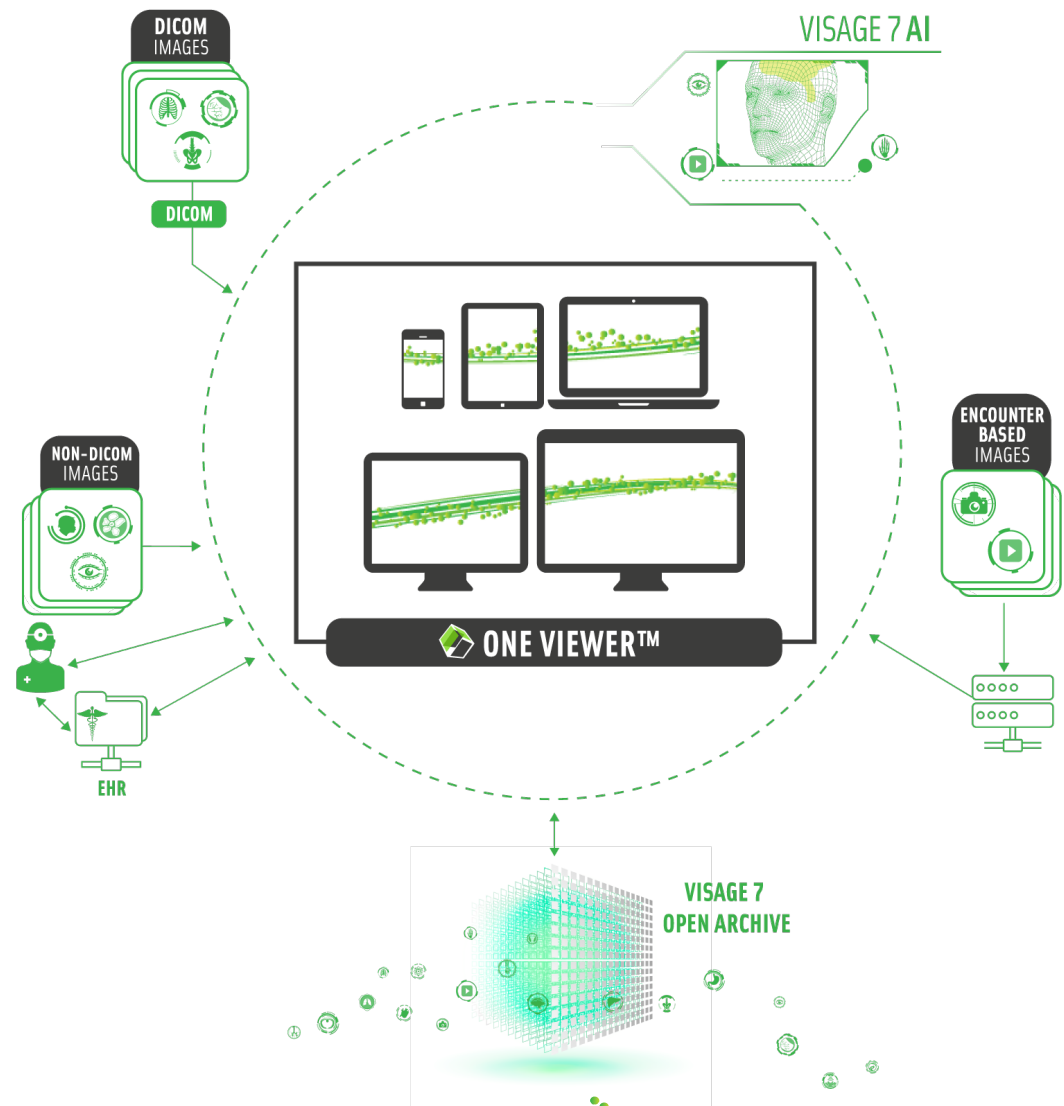 DICOM
IMAGES
DICOM
VISAGE 7 AI
NON-DICOM
IMAGES
ENCOUNTER
BASED
IMAGES
ONE VIEWER™
EHR
VISAGE 7
OPEN ARCHIVE